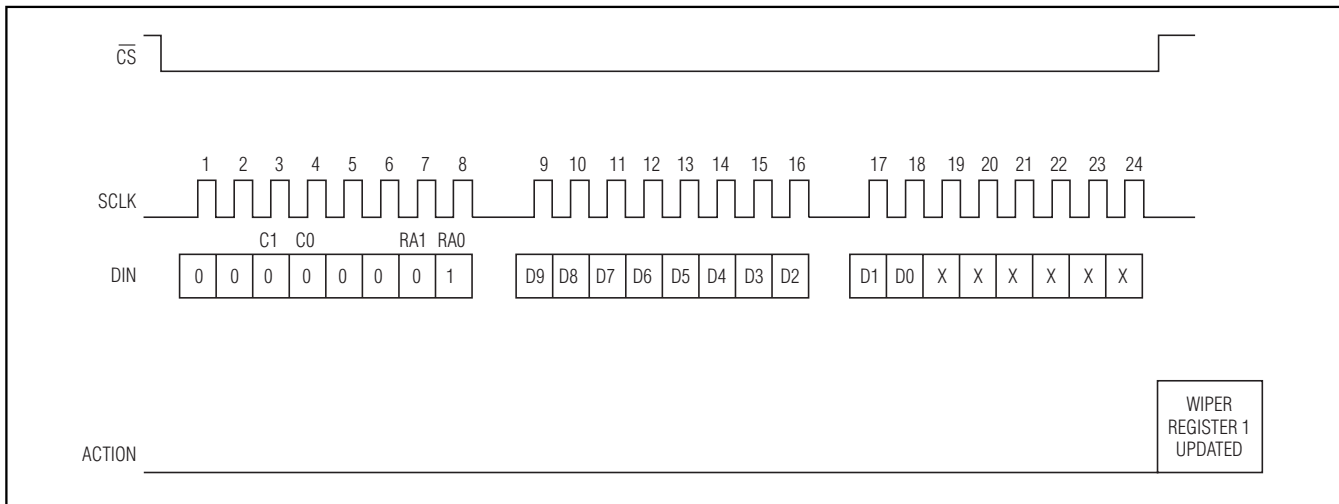 CS
1 2 3 4 5 6 7 8 9 10 11 12 13 14 15 16 17 18 19 20 21 22 23 24
SCLK
C1 C0 RA1 RA0
DIN 0 0 0 0 0 0 0 1 D9 D8 D7 D6 D5 D4 D3 D2 D1 D0 X X X X X X
WIPER
REGISTER 1
UPDATED
ACTION